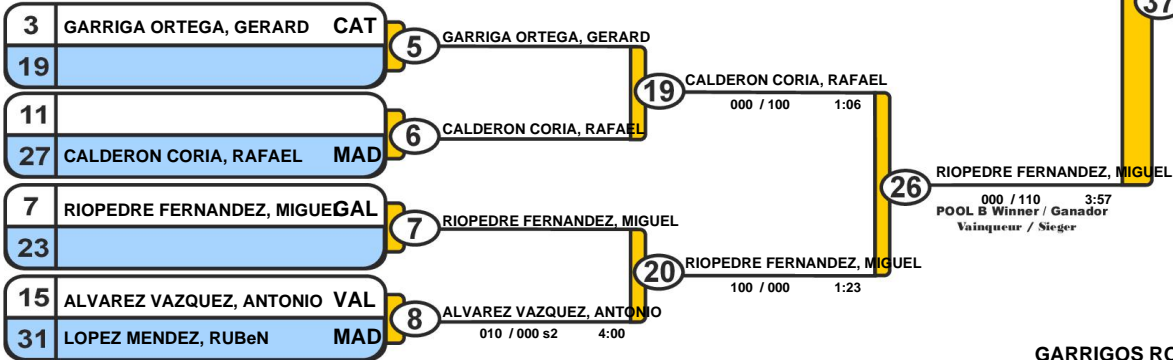 37
3 GARRIGA ORTEGA, GERARD CAT
19
5 GARRIGA ORTEGA, GERARD
19 CALDERON CORIA, RAFAEL
000 / 100 1:06
11
27 CALDERON CORIA, RAFAEL MAD
6 CALDERON CORIA, RAFAEL
26 RIOPEDRE FERNANDEZ, MIGUEL
000 / 110 3:57
POOL B Winner / Ganador
Vainqueur / Sieger
7 RIOPEDRE FERNANDEZ, MIGUEL GAL
23
7 RIOPEDRE FERNANDEZ, MIGUEL
20 RIOPEDRE FERNANDEZ, MIGUEL
100 / 000 1:23
15 ALVAREZ VAZQUEZ, ANTONIO VAL
31 LOPEZ MENDEZ, RUBeN MAD
8 ALVAREZ VAZQUEZ, ANTONIO
010 / 000 s2 4:00
GARRIGOS RO